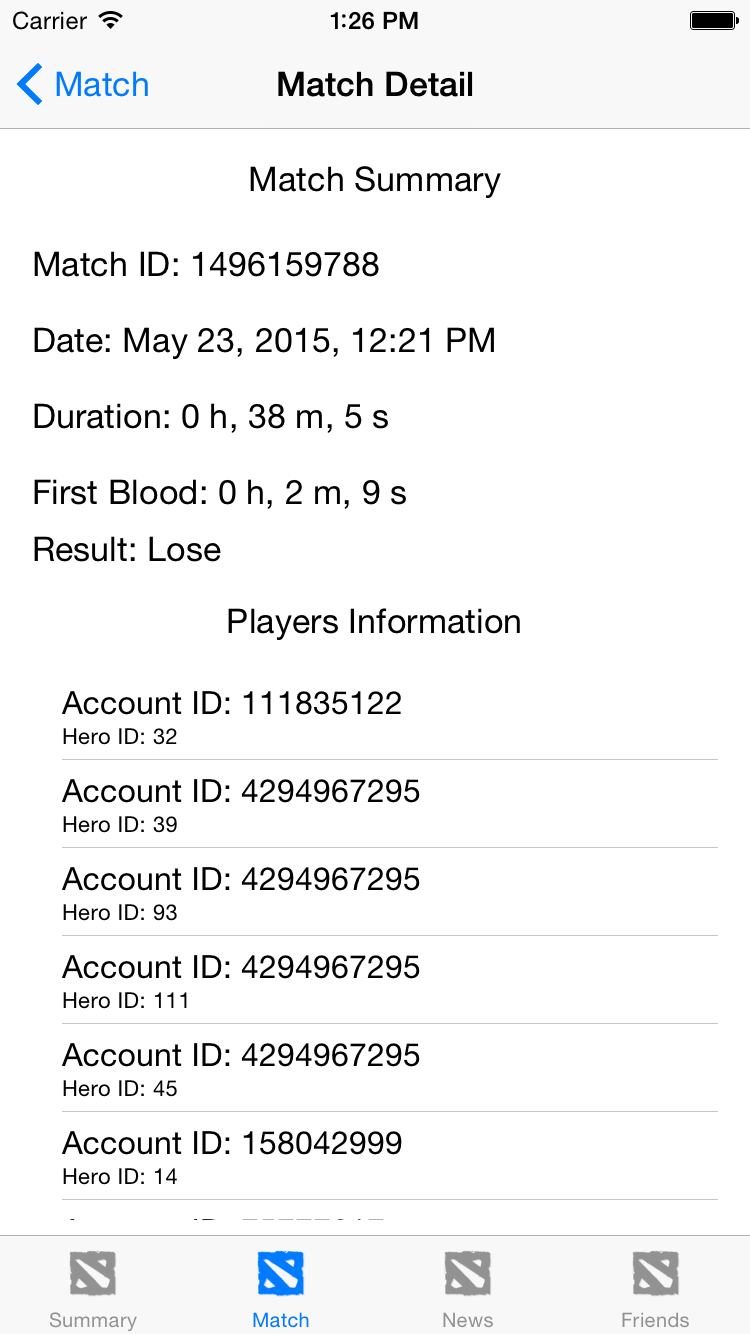 Carrier 1:26 PM
Match Match Detail
Match Summary
Match ID: 1496159788
Date: May 23, 2015, 12:21 PM
Duration: 0 h, 38 m, 5 s
First Blood: 0 h, 2 m, 9 s
Result: Lose
Players Information
Account ID: 111835122
Hero ID: 32
Account ID: 4294967295
Hero ID: 39
Account ID: 4294967295
Hero ID: 93
Account ID: 4294967295
Hero ID: 111
Account ID: 4294967295
Hero ID: 45
Account ID: 158042999
Hero ID: 14
Summary Match News Friends